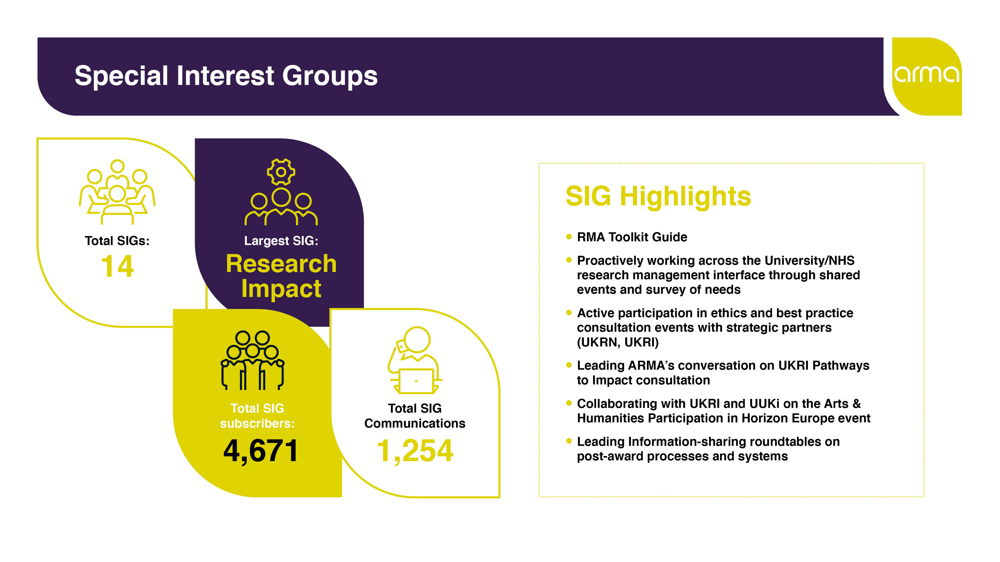 Special Interest Groups
arma
Total SIGs:
14
Largest SIG:
Research
Impact
Total SIG
subscribers:
4,671
Total SIG
Communications
1,254
SIG Highlights
• RMA Toolkit Guide
• Proactively working across the University/NHS
research management interface through shared
events and survey of needs
• Active participation in ethics and best practice
consultation events with strategic partners
(UKRN, UKRI)
• Leading ARMA’s conversation on UKRI Pathways
to Impact consultation
• Collaborating with UKRI and UUKi on the Arts &
Humanities Participation in Horizon Europe event
• Leading Information-sharing roundtables on
post-award processes and systems